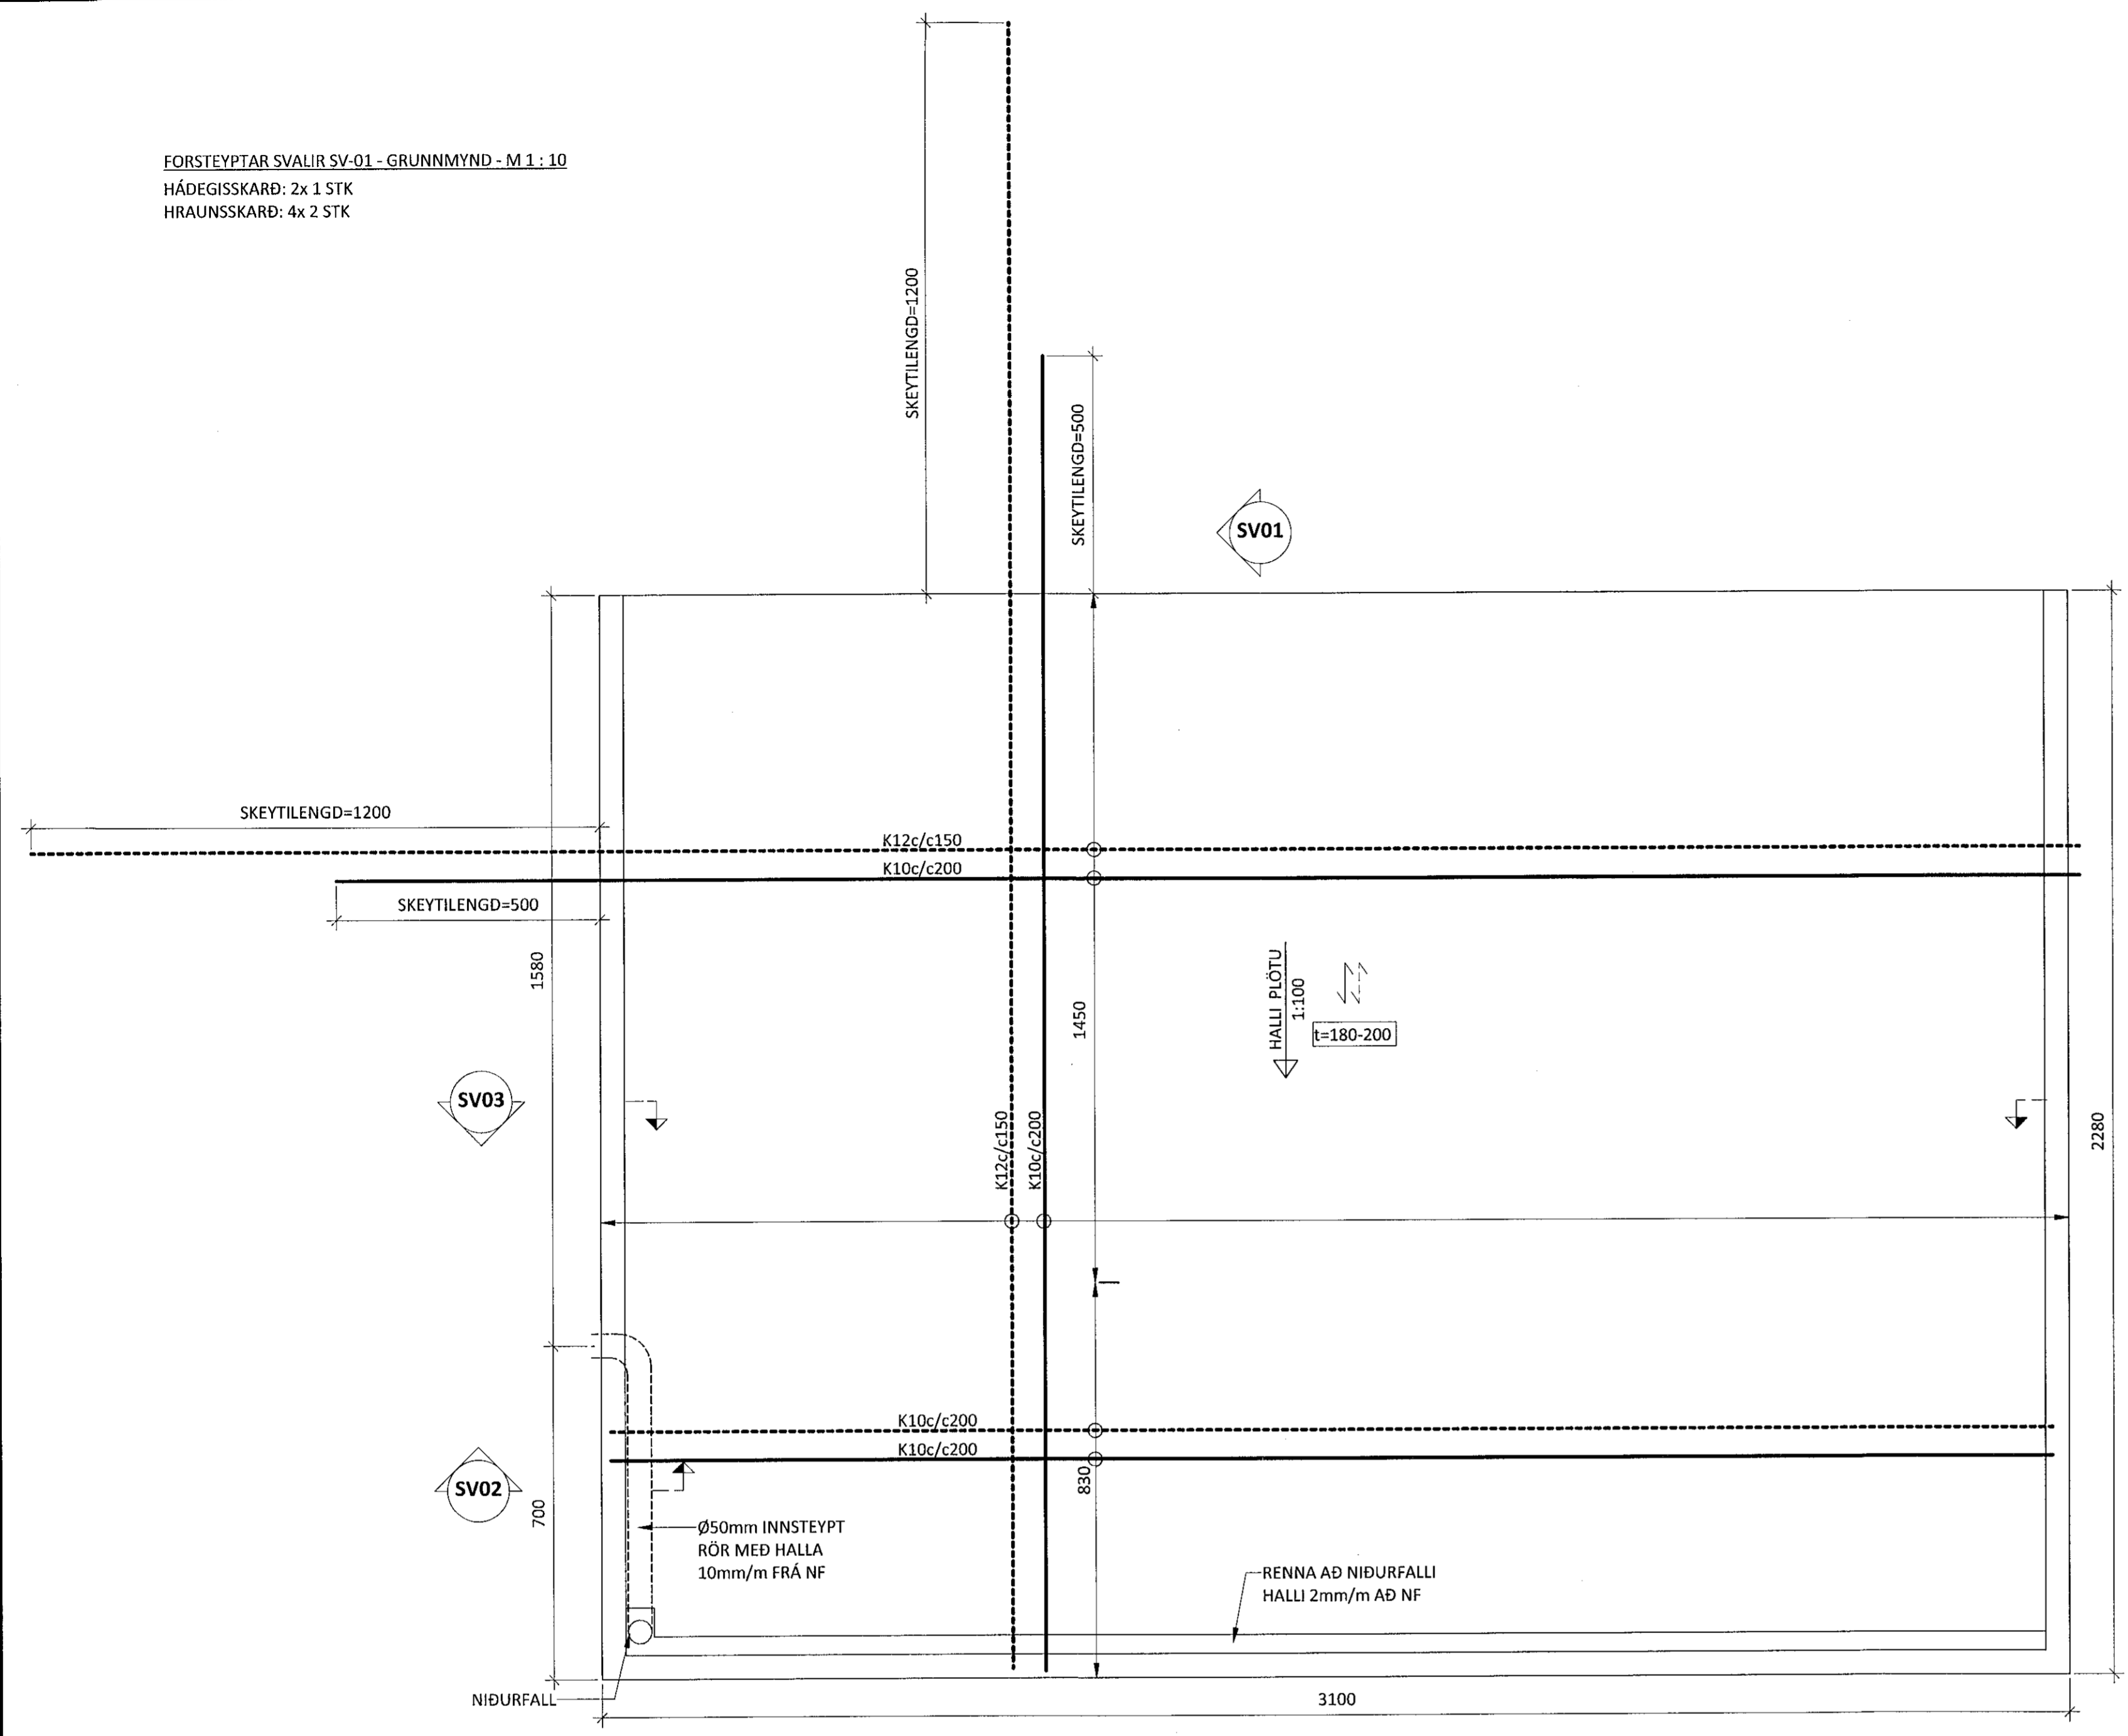 FORSTEYPTAR SVALIR SV-01 - GRUNNMYND - M 1 : 10
HÁDEGISSKARÐ: 2x 1 STK
HRAUNSSKARÐ: 4x 2 STK
SKEYTILENGD=1200
SKEYTILENGD=500
SV01
SKEYTILENGD=1200
K12c/c150
K10c/c200
SKEYTILENGD=500
1580
1450
HALLI PLÖTU
1:100
t=180-200
SV03
K12c/c150
K10c/c200
2280
K10c/c200
K10c/c200
830
SV02
700
Ø50mm INNSTEYPT
RÖR MEÐ HALLA
10mm/m FRÁ NF
RENNA AÐ NIÐURFALLI
HALLI 2mm/m AÐ NF
NIÐURFALL
3100